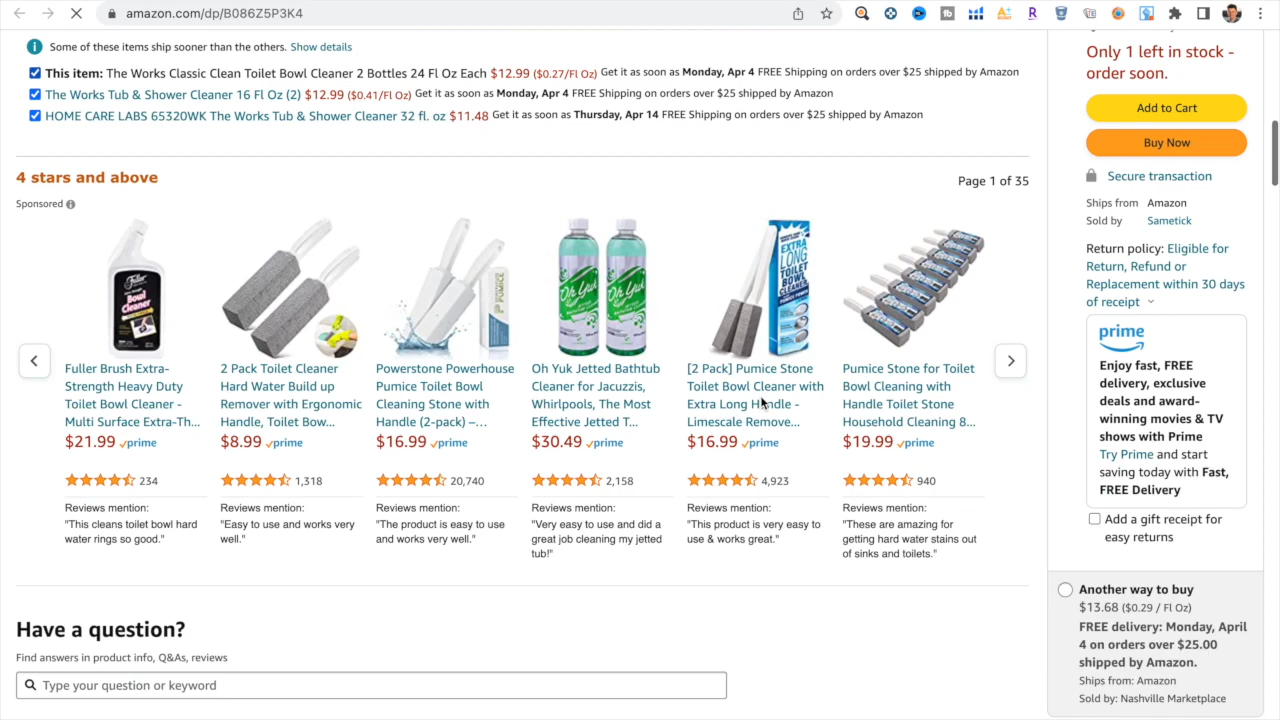 amazon.com/dp/B086Z5P3K4
Some of these items ship sooner than the others. Show details
This item: The Works Classic Clean Toilet Bowl Cleaner 2 Bottles 24 Fl Oz Each $12.99 ($0.27/Fl Oz) Get it as soon as Monday, Apr 4 FREE Shipping on orders over $25 shipped by Amazon
The Works Tub & Shower Cleaner 16 Fl Oz (2) $12.99 ($0.41/Fl Oz) Get it as soon as Monday, Apr 4 FREE Shipping on orders over $25 shipped by Amazon
HOME CARE LABS 65320WK The Works Tub & Shower Cleaner 32 fl. oz $11.48 Get it as soon as Thursday, Apr 14 FREE Shipping on orders over $25 shipped by Amazon
4 stars and above
Page 1 of 35
Sponsored
Fuller
Bowl
Cleaner
PUMICE
Oh Yuk
Oh Yuk
EXTRA
LONG
TOILET
BOWL
CLEANER
Fuller Brush Extra-
Strength Heavy Duty
Toilet Bowl Cleaner -
Multi Surface Extra-Th...
$21.99 prime
234
Reviews mention:
"This cleans toilet bowl hard
water rings so good."
2 Pack Toilet Cleaner
Hard Water Build up
Remover with Ergonomic
Handle, Toilet Bow...
$8.99 prime
1,318
Reviews mention:
"Easy to use and works very
well."
Powerstone Powerhouse
Pumice Toilet Bowl
Cleaning Stone with
Handle (2-pack) –...
$16.99 prime
20,740
Reviews mention:
"The product is easy to use
and works very well."
Oh Yuk Jetted Bathtub
Cleaner for Jacuzzis,
Whirlpools, The Most
Effective Jetted T...
$30.49 prime
2,158
Reviews mention:
"Very easy to use and did a
great job cleaning my jetted
tub!"
[2 Pack] Pumice Stone
Toilet Bowl Cleaner with
Extra Long Handle -
Limescale Remove...
$16.99 prime
4,923
Reviews mention:
"This product is very easy to
use & works great."
Pumice Stone for Toilet
Bowl Cleaning with
Handle Toilet Stone
Household Cleaning 8...
$19.99 prime
940
Reviews mention:
"These are amazing for
getting hard water stains out
of sinks and toilets."
Have a question?
Find answers in product info, Q&As, reviews
Type your question or keyword
Only 1 left in stock -
order soon.
Add to Cart
Buy Now
Secure transaction
Ships from Amazon
Sold by Sametick
Return policy: Eligible for
Return, Refund or
Replacement within 30 days
of receipt
prime
Enjoy fast, FREE
delivery, exclusive
deals and award-
winning movies & TV
shows with Prime
Try Prime and start
saving today with Fast,
FREE Delivery
Add a gift receipt for
easy returns
Another way to buy
$13.68 ($0.29 / Fl Oz)
FREE delivery: Monday, April
4 on orders over $25.00
shipped by Amazon.
Ships from: Amazon
Sold by: Nashville Marketplace